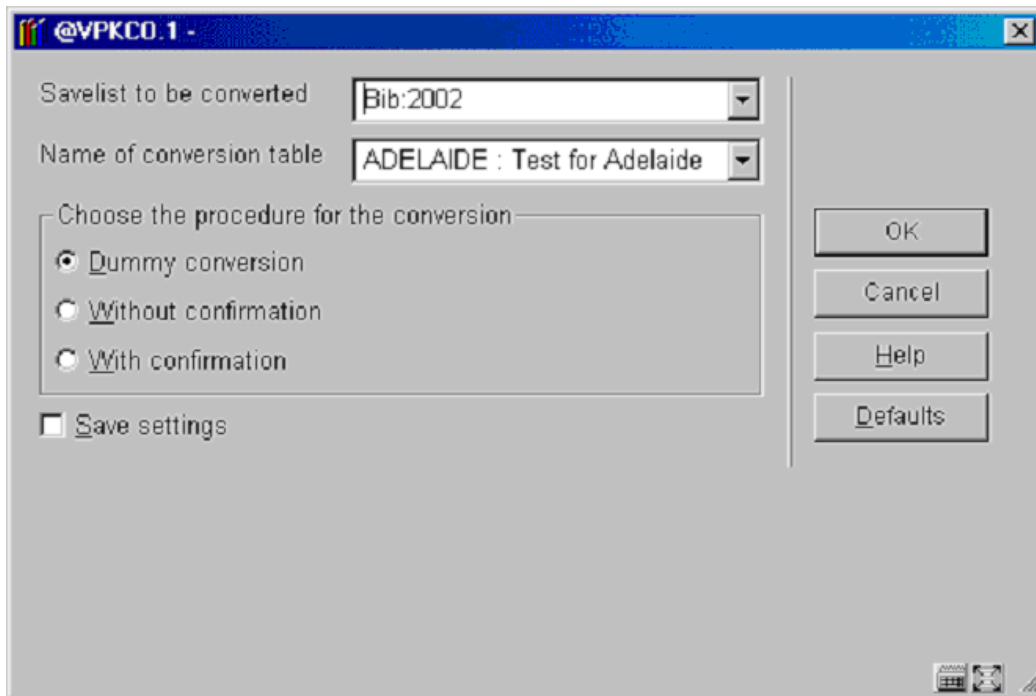 @VPKCO.1 -
Savelist to be converted
Bib:2002
Name of conversion table
ADELAIDE : Test for Adelaide
Choose the procedure for the conversion
Dummy conversion
Without confirmation
With confirmation
Save settings
OK
Cancel
Help
Defaults